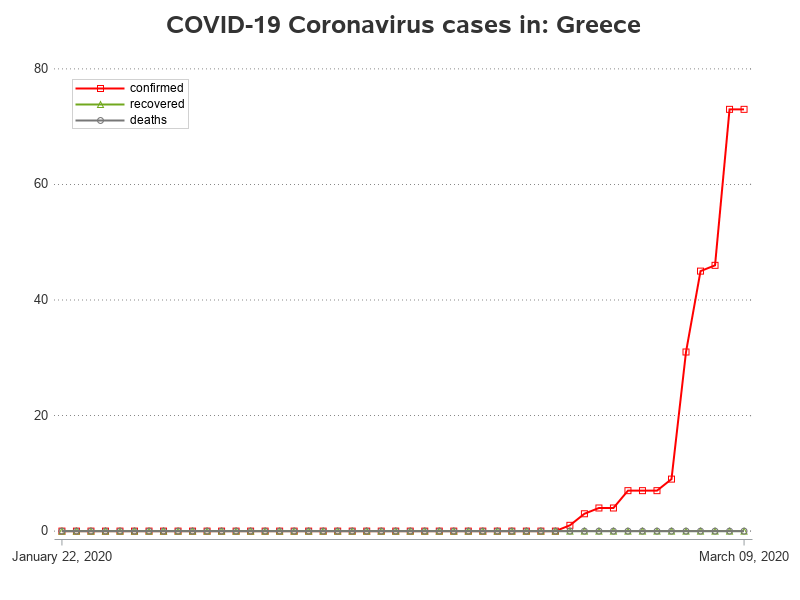 COVID-19 Coronavirus cases in: Greece
80
confirmed
recovered
deaths
60
40
20
0
January 22, 2020
March 09, 2020